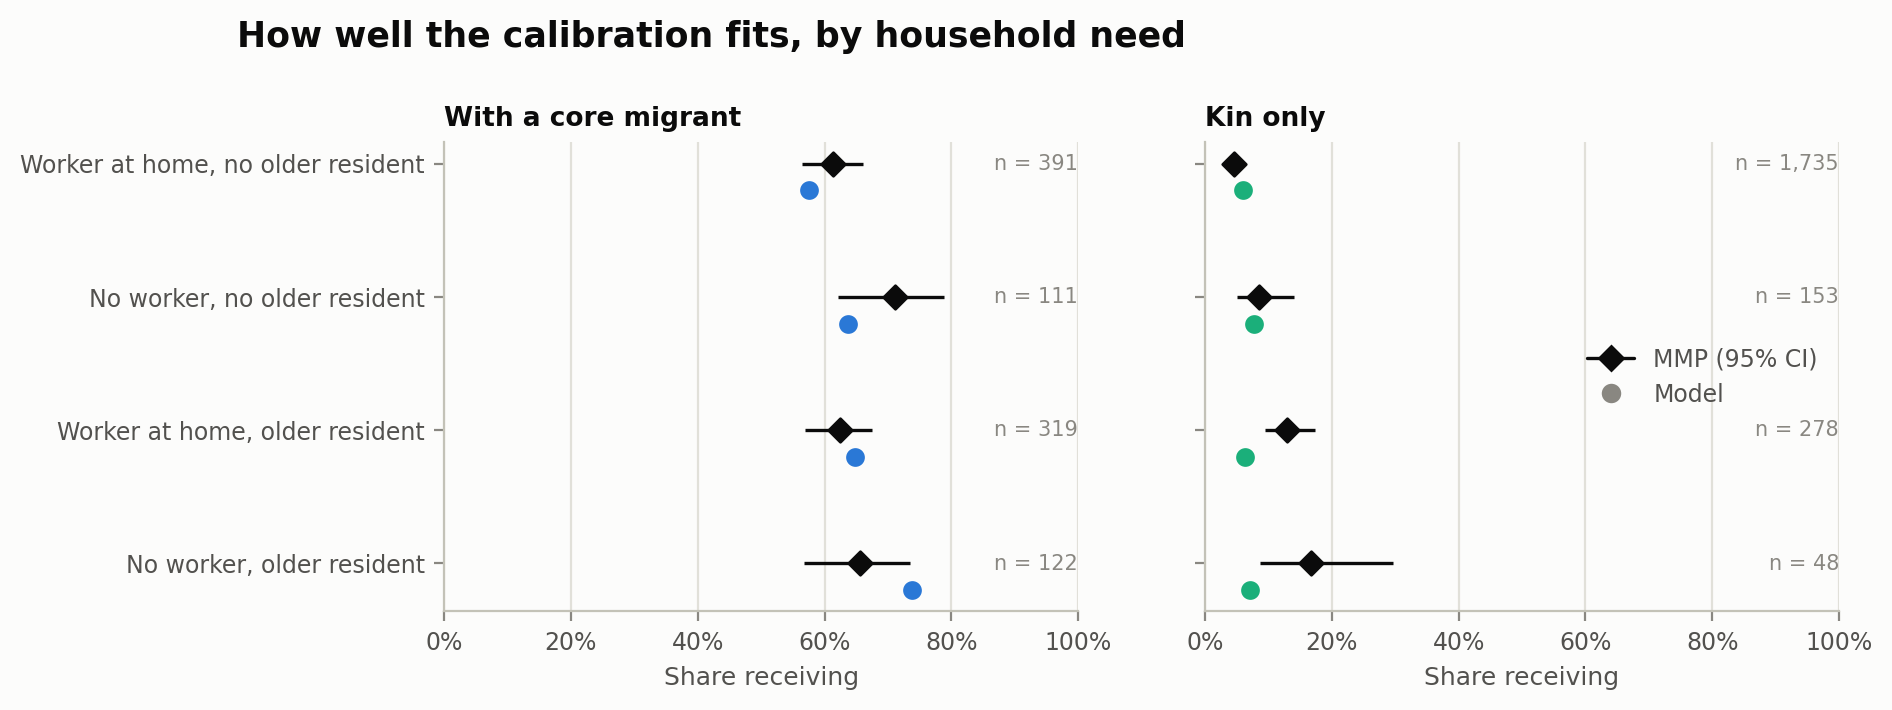 How well the calibration fits, by household need
With a core migrant
Kin only
Worker at home, no older resident
n = 391
n = 1,735
No worker, no older resident
n = 111
n = 153
MMP (95% CI)
Model
Worker at home, older resident
n = 319
n = 278
No worker, older resident
n = 122
n = 48
0% 20% 40% 60% 80% 100%
0% 20% 40% 60% 80% 100%
Share receiving
Share receiving